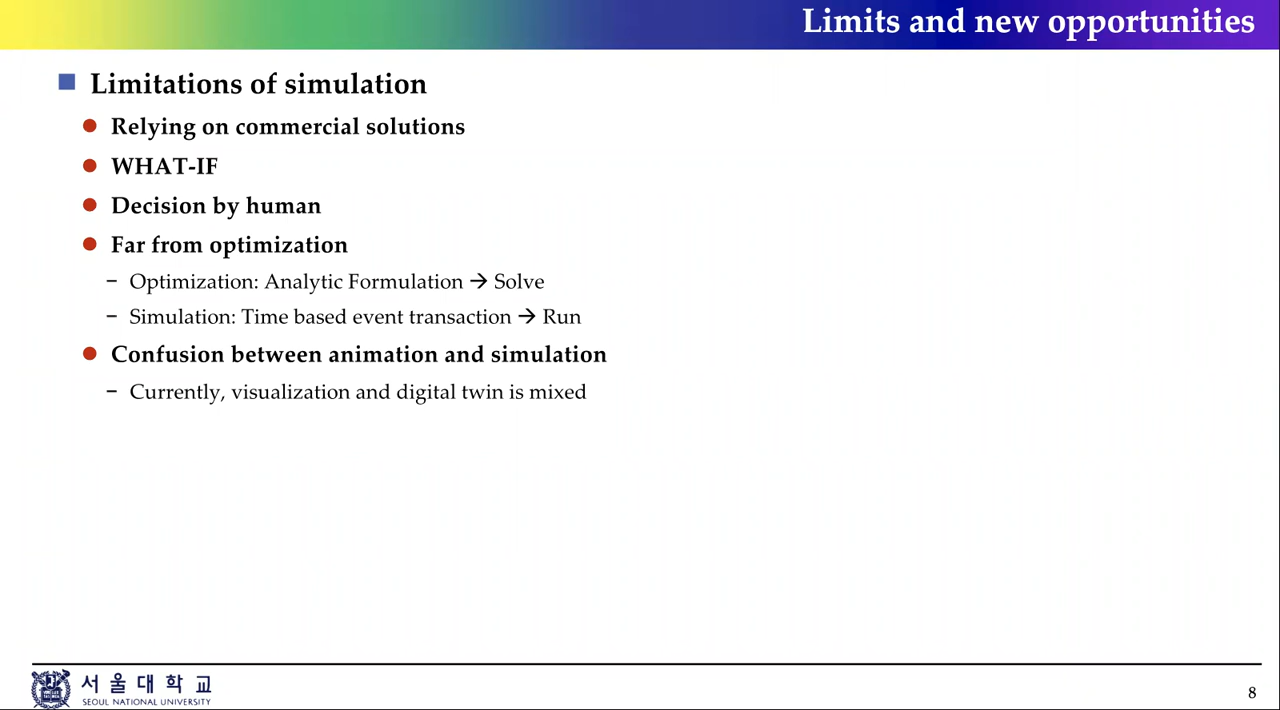 Limits and new opportunities
Limitations of simulation
Relying on commercial solutions
WHAT-IF
Decision by human
Far from optimization
– Optimization: Analytic Formulation → Solve
– Simulation: Time based event transaction → Run
Confusion between animation and simulation
– Currently, visualization and digital twin is mixed
서울대학교
SEOUL NATIONAL UNIVERSITY
8